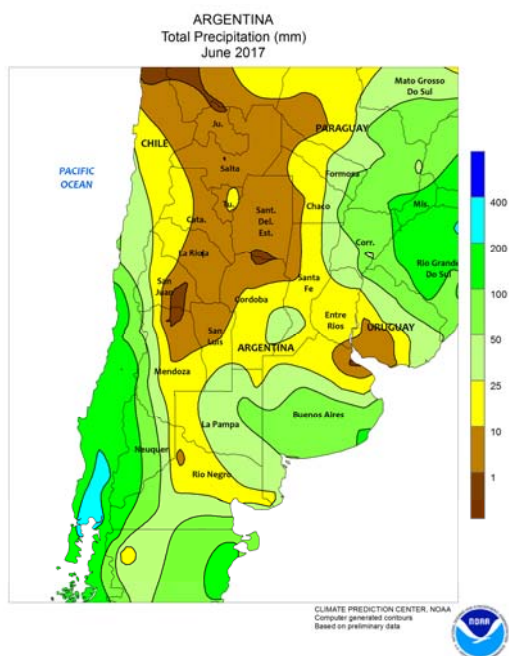 ARGENTINA
Total Precipitation (mm)
June 2017
Mato Grosso
Do Sul
Ju.
PARAGUAY
CHILE
PACIFIC
OCEAN
Salta
Formosa
Tu.
Chaco
Mis.
Cata.
Sant.
Del.
Est.
400
Corr.
La Rioja
200
Rio Grande
Do Sul
San
Juan
Santa
Fe
100
Cordoba
Entre
Rios
URUGUAY
San
Luis
50
ARGENTINA
Mendoza
25
Buenos Aires
La Pampa
10
Neuquer
Rio Negro
1
CLIMATE PREDICTION CENTER, NOAA
Computer generated contours
Based on preliminary data
NOAA